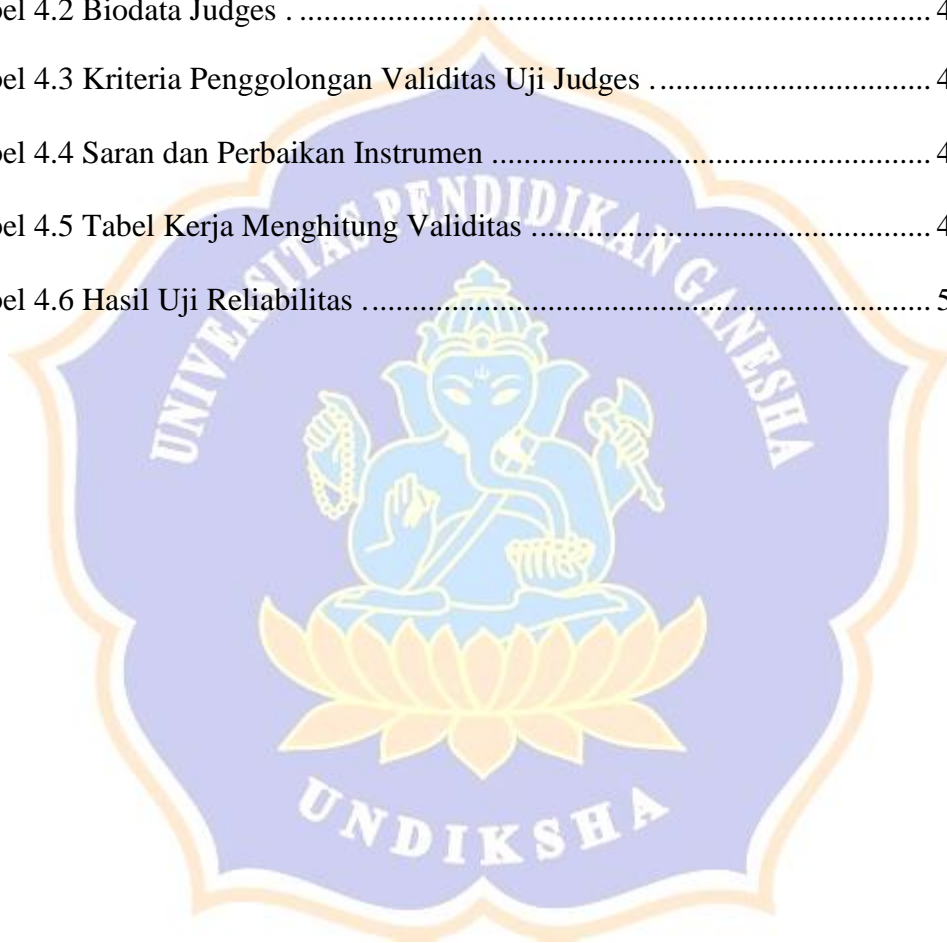 bel 4.2 Biodata Judges . ................................................................................ 4
bel 4.3 Kriteria Penggolongan Validitas Uji Judges .................................. 4
bel 4.4 Saran dan Perbaikan Instrumen ....................................................... 4
bel 4.5 Tabel Kerja Menghitung Validitas .................................................. 4
bel 4.6 Hasil Uji Reliabilitas ........................................................................ 5
UNIVERSITAS PENDIDIKAN GANESHA
UNDIKSHA